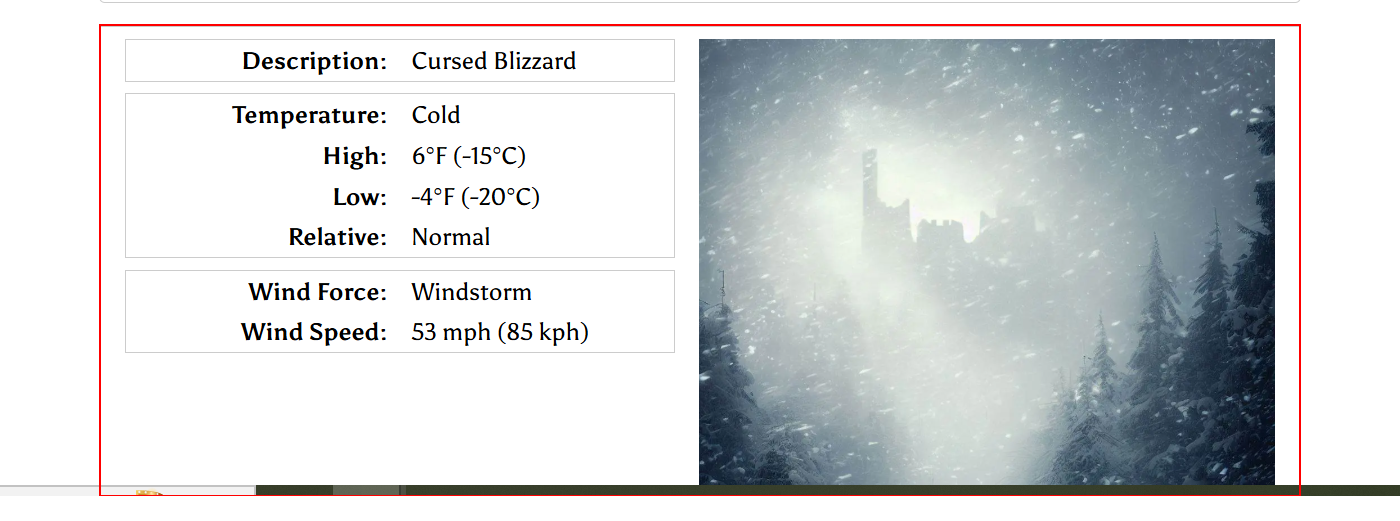 Description: Cursed Blizzard
Temperature: Cold
High: 6°F (-15°C)
Low: -4°F (-20°C)
Relative: Normal
Wind Force: Windstorm
Wind Speed: 53 mph (85 kph)